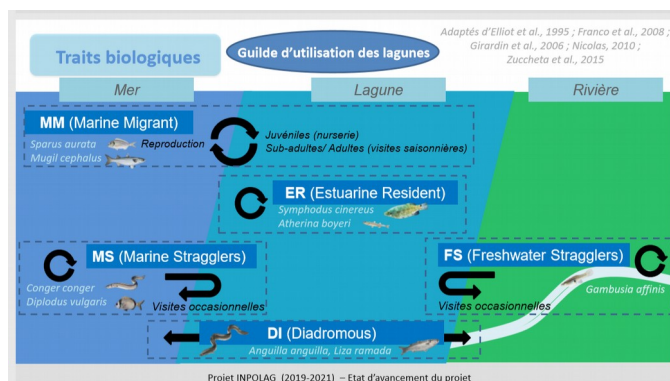 Traits biologiques
Guilde d'utilisation des lagunes
Adaptés d'Elliot et al., 1995 ; Franco et al., 2008 ;
Girardin et al., 2006 ; Nicolas, 2010 ;
Zuccheta et al., 2015
Mer
Lagune
Rivière
MM (Marine Migrant)
Sparus aurata
Mugil cephalus
Reproduction
Juvéniles (nurserie)
Sub-adultes/ Adultes (visites saisonnières)
ER (Estuarine Resident)
Symphodus cinereus
Atherina boyeri
MS (Marine Stragglers)
Conger conger
Diplodus vulgaris
Visites occasionnelles
FS (Freshwater Stragglers)
Gambusia affinis
Visites occasionnelles
DI (Diadromous)
Anguilla anguilla, Liza ramada
Projet INPOLAG (2019-2021) – Etat d'avancement du projet